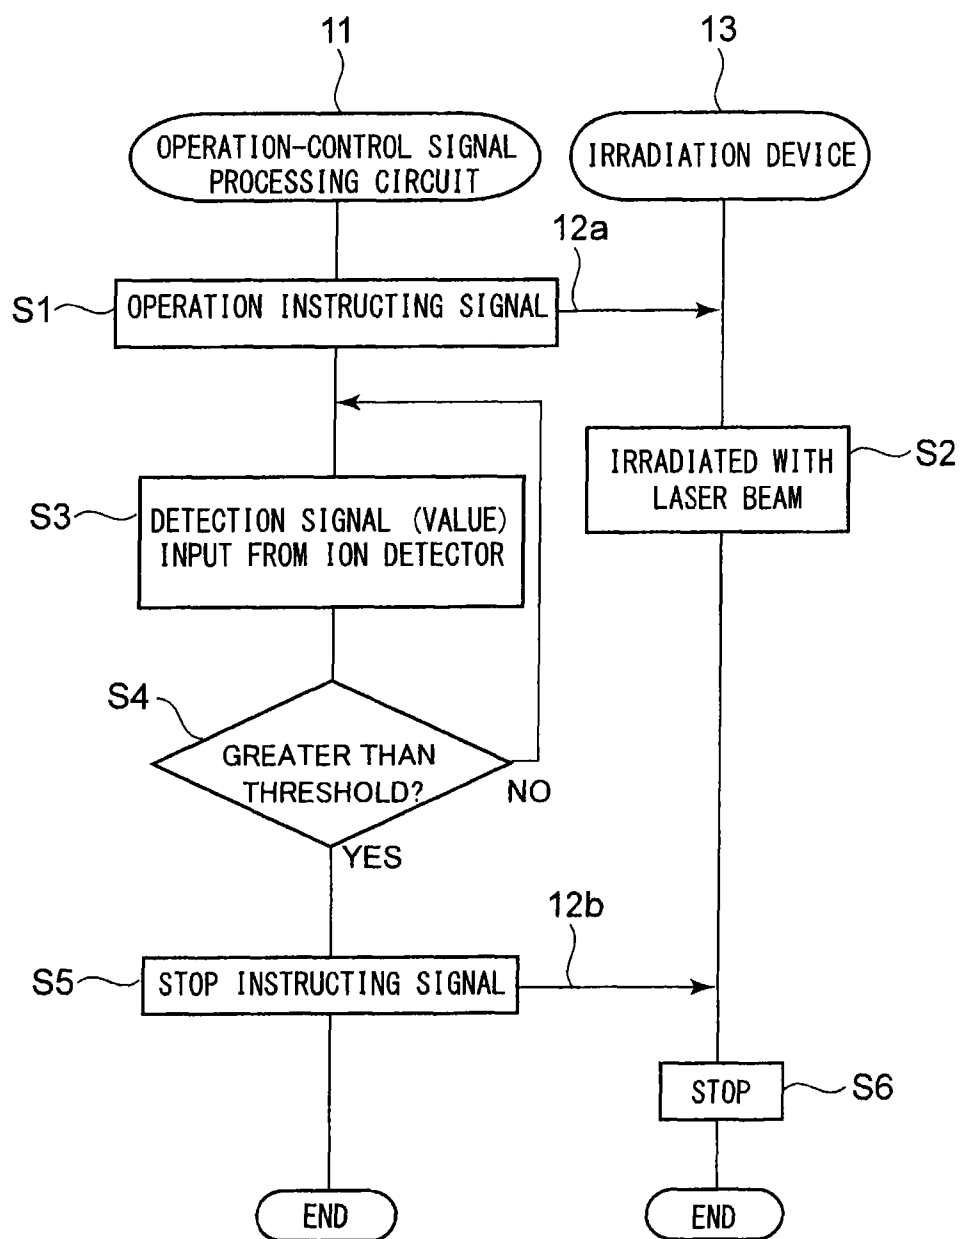 11
13
OPERATION-CONTROL SIGNAL
PROCESSING CIRCUIT
IRRADIATION DEVICE
12a
S1
OPERATION INSTRUCTING SIGNAL
IRRADIATED WITH
LASER BEAM
S2
S3
DETECTION SIGNAL (VALUE)
INPUT FROM ION DETECTOR
S4
GREATER THAN
THRESHOLD?
NO
YES
12b
S5
STOP INSTRUCTING SIGNAL
STOP
S6
END
END